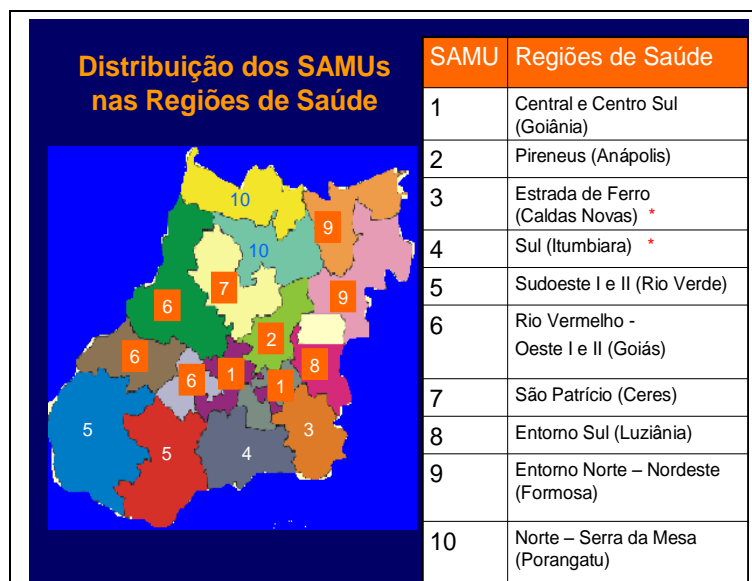 Distribuição dos SAMUs
nas Regiões de Saúde
SAMU Regiões de Saúde
1 Central e Centro Sul
(Goiânia)
2 Pireneus (Anápolis)
3 Estrada de Ferro
(Caldas Novas) *
4 Sul (Itumbiara) *
5 Sudoeste I e II (Rio Verde)
6 Rio Vermelho -
Oeste I e II (Goiás)
7 São Patrício (Ceres)
8 Entorno Sul (Luziânia)
9 Entorno Norte – Nordeste
(Formosa)
10 Norte – Serra da Mesa
(Porangatu)
10
9
10
7
9
6
2
6
8
6
1
1
5
5
4
3